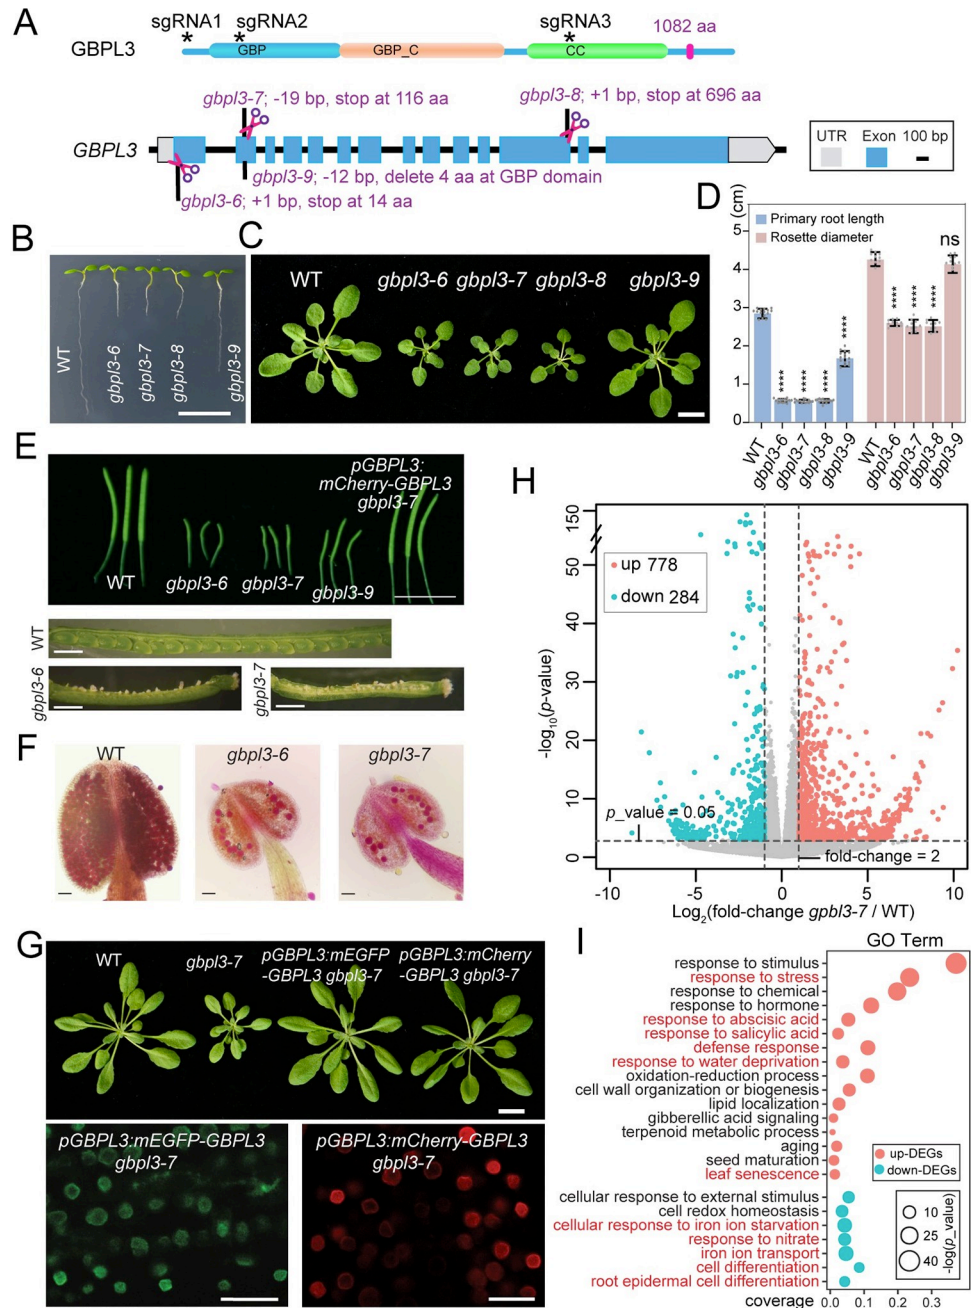 A
sgRNA1
sgRNA2
sgRNA3
1082 aa
*
*
*
GBPL3
GBP
GBP_C
CC
gbpl3-7; -19 bp, stop at 116 aa
gbpl3-8; +1 bp, stop at 696 aa
GBPL3
gbpl3-9; -12 bp, delete 4 aa at GBP domain
gbpl3-6; +1 bp, stop at 14 aa
UTR Exon 100 bp
B
WT
gbpl3-6
gbpl3-7
gbpl3-8
gbpl3-9
C
WT
gbpl3-6
gbpl3-7
gbpl3-8
gbpl3-9
D
(cm)
Primary root length
Rosette diameter
5
4
3
2
1
0
****
****
****
****
****
****
****
ns
WT
gbpl3-6
gbpl3-7
gbpl3-8
gbpl3-9
WT
gbpl3-6
gbpl3-7
gbpl3-8
gbpl3-9
E
pGBPL3:
mCherry-GBPL3
gbpl3-7
WT
gbpl3-6
gbpl3-7
gbpl3-9
WT
gbpl3-6
gbpl3-7
F
WT
gbpl3-6
gbpl3-7
G
WT
gbpl3-7
pGBPL3:mEGFP
-GBPL3 gbpl3-7
pGBPL3:mCherry
-GBPL3 gbpl3-7
pGBPL3:mEGFP-GBPL3
gbpl3-7
pGBPL3:mCherry-GBPL3
gbpl3-7
H
up 778
down 284
-log10(p-value)
150
50
40
30
20
10
0
p_value = 0.05
fold-change = 2
-10 -5 0 5 10
Log2(fold-change gpbl3-7 / WT)
I
GO Term
response to stimulus
response to stress
response to chemical
response to hormone
response to abscisic acid
response to salicylic acid
defense response
response to water deprivation
oxidation-reduction process
cell wall organization or biogenesis
lipid localization
gibberellic acid signaling
terpenoid metabolic process
aging
seed maturation
leaf senescence
cellular response to external stimulus
cell redox homeostasis
cellular response to iron ion starvation
response to nitrate
iron ion transport
cell differentiation
root epidermal cell differentiation
up-DEGs
down-DEGs
10
25
40
-log(p_value)
coverage 0.0 0.1 0.2 0.3